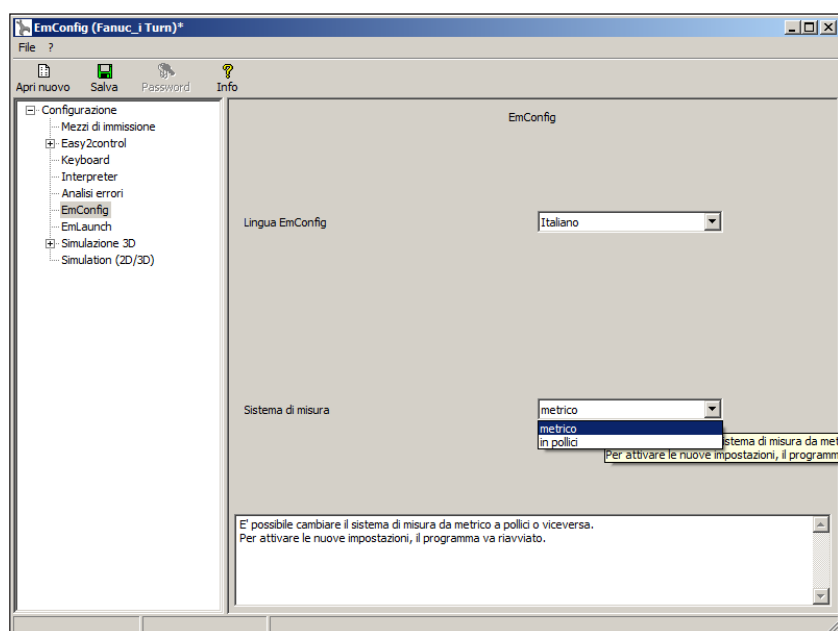 EmConfig (Fanuc_i Turn)*
File ?
Apri nuovo Salva Password Info
Configurazione
Mezzi di immissione
Easy2control
Keyboard
Interpreter
Analisi errori
EmConfig
EmLaunch
Simulazione 3D
Simulation (2D/3D)
EmConfig
Lingua EmConfig Italiano
Sistema di misura metrico
metrico
in pollici
sistema di misura da met
Per attivare le nuove impostazioni, il programm
E' possibile cambiare il sistema di misura da metrico a pollici o viceversa.
Per attivare le nuove impostazioni, il programma va riavviato.